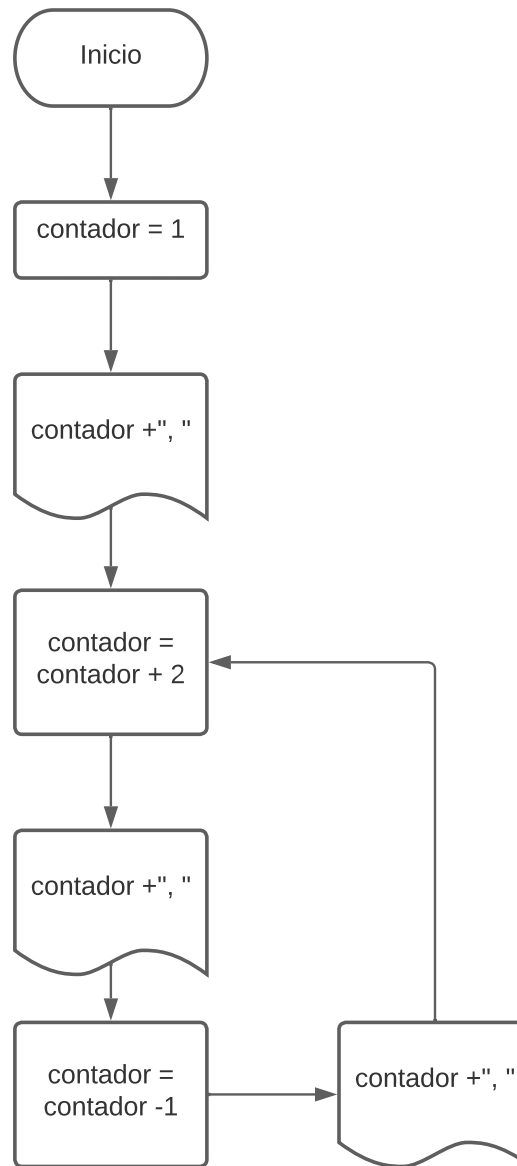 Inicio
contador = 1
contador +", "
contador =
contador + 2
contador +", "
contador =
contador -1
contador +", "